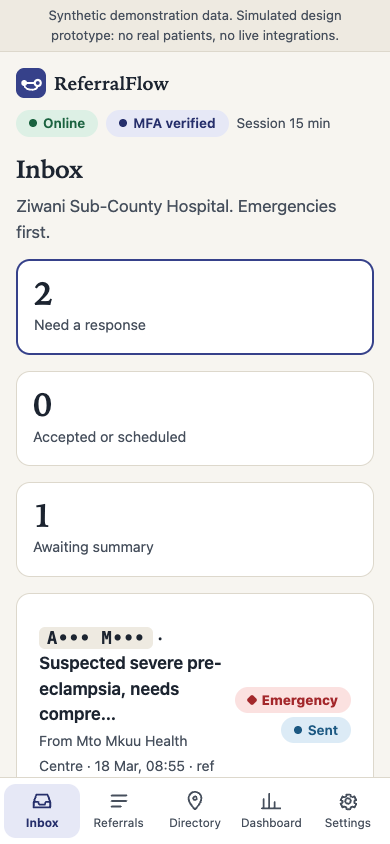 Synthetic demonstration data. Simulated design
prototype: no real patients, no live integrations.
ReferralFlow
Online
MFA verified
Session 15 min
Inbox
Ziwani Sub-County Hospital. Emergencies
first.
2
Need a response
0
Accepted or scheduled
1
Awaiting summary
A••• M••• ·
Suspected severe pre-
eclampsia, needs
compre...
Emergency
Sent
From Mto Mkuu Health
Centre · 18 Mar, 08:55 · ref
Inbox
Referrals
Directory
Dashboard
Settings